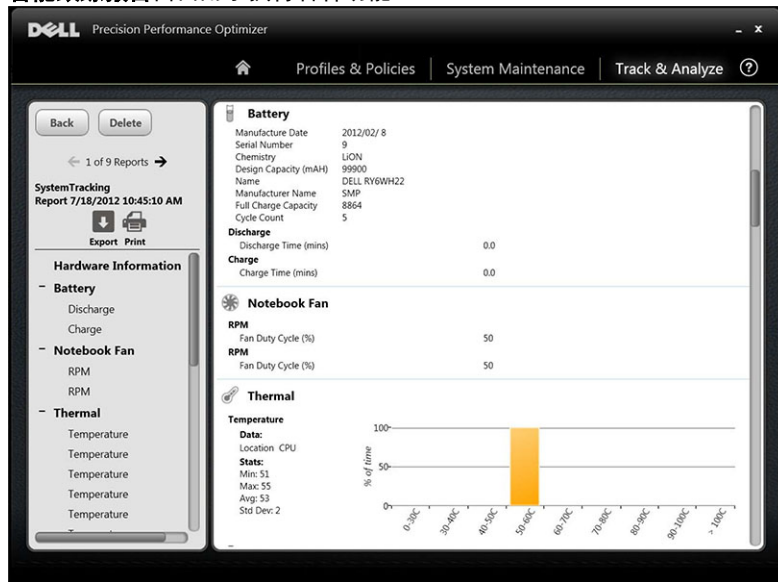 DELL Precision Performance Optimizer
Profiles & Policies System Maintenance Track & Analyze ?
Back Delete
1 of 9 Reports
SystemTracking
Report 7/18/2012 10:45:10 AM
Export Print
Hardware Information
Battery
Discharge
Charge
Notebook Fan
RPM
RPM
Thermal
Temperature
Temperature
Temperature
Temperature
Temperature
Battery
Manufacture Date 2012/02/ 8
Serial Number 9
Chemistry LiON
Design Capacity (mAH) 99900
Name DELL RY6WH22
Manufacturer Name SMP
Full Charge Capacity 8864
Cycle Count 5
Discharge
Discharge Time (mins) 0.0
Charge
Charge Time (mins) 0.0
Notebook Fan
RPM
Fan Duty Cycle (%) 50
RPM
Fan Duty Cycle (%) 50
Thermal
Temperature
Data:
Location CPU
Stats:
Min: 51
Max: 55
Avg: 53
Std Dev: 2
% of time
100
50
0
0-30C 30-40C 40-50C 50-60C 60-70C 70-80C 80-90C 90-100C > 100C